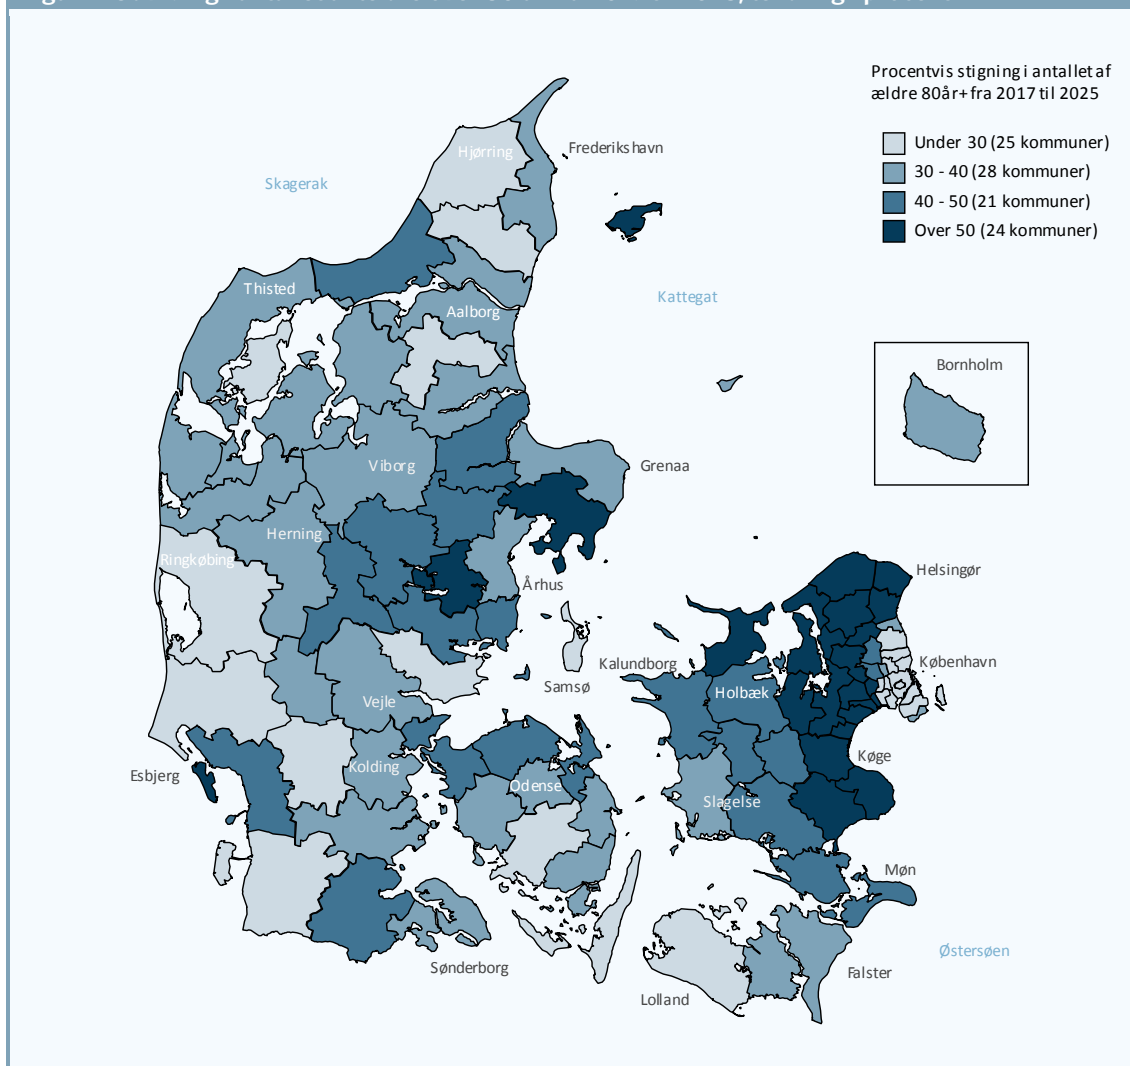 Procentvis stigning i antallet af
ældre 80år+ fra 2017 til 2025
Under 30 (25 kommuner)
30 - 40 (28 kommuner)
40 - 50 (21 kommuner)
Over 50 (24 kommuner)
Hjørring
Frederikshavn
Skagerak
Thisted
Kattegat
Aalborg
Bornholm
Viborg
Grenaa
Herning
Ringkøbing
Helsingør
Århus
København
Kalundborg
Samsø
Holbæk
Vejle
Køge
Esbjerg
Kolding
Odense
Slagelse
Møn
Østersøen
Sønderborg
Falster
Lolland